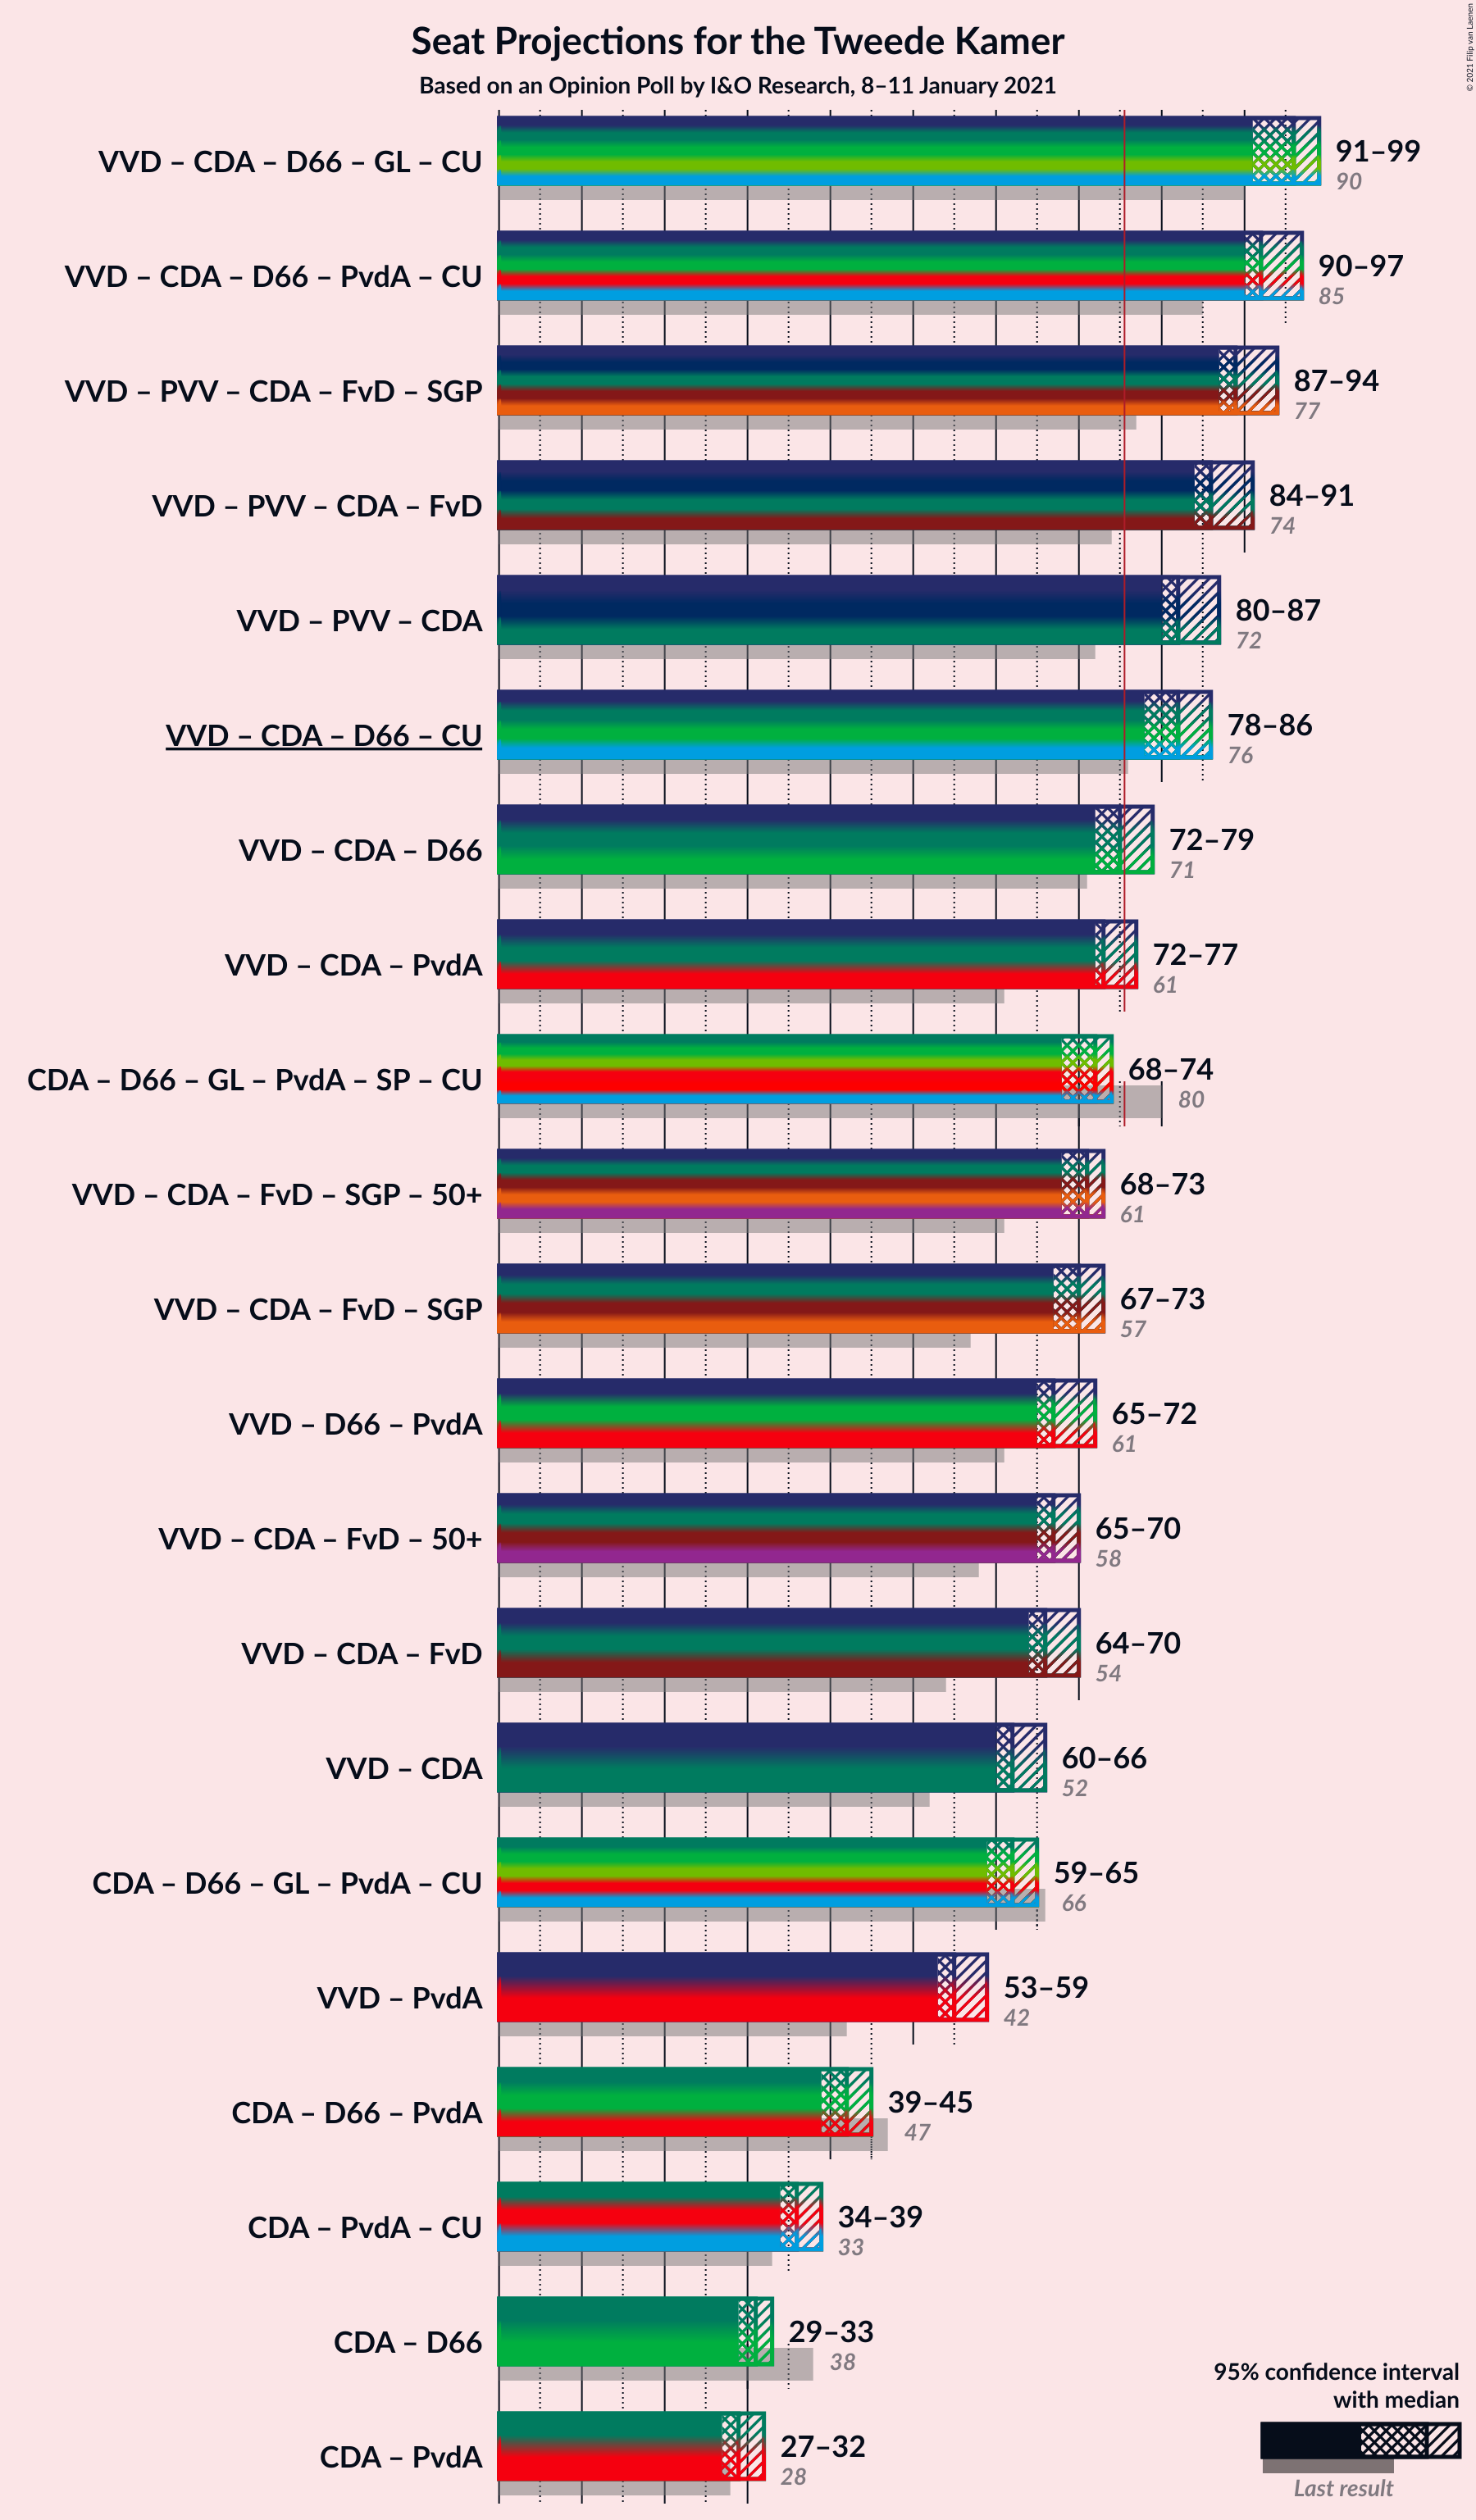 Seat Projections for the Tweede Kamer
Based on an Opinion Poll by I&O Research, 8–11 January 2021
© 2021 Filip van Laenen
VVD – CDA – D66 – GL – CU
91–99
90
VVD – CDA – D66 – PvdA – CU
90–97
85
VVD – PVV – CDA – FvD – SGP
87–94
77
VVD – PVV – CDA – FvD
84–91
74
VVD – PVV – CDA
80–87
72
VVD – CDA – D66 – CU
78–86
76
VVD – CDA – D66
72–79
71
VVD – CDA – PvdA
72–77
61
CDA – D66 – GL – PvdA – SP – CU
68–74
80
VVD – CDA – FvD – SGP – 50+
68–73
61
VVD – CDA – FvD – SGP
67–73
57
VVD – D66 – PvdA
65–72
61
VVD – CDA – FvD – 50+
65–70
58
VVD – CDA – FvD
64–70
54
VVD – CDA
60–66
52
CDA – D66 – GL – PvdA – CU
59–65
66
VVD – PvdA
53–59
42
CDA – D66 – PvdA
39–45
47
CDA – PvdA – CU
34–39
33
CDA – D66
29–33
38
CDA – PvdA
27–32
28
95% confidence interval
with median
Last result